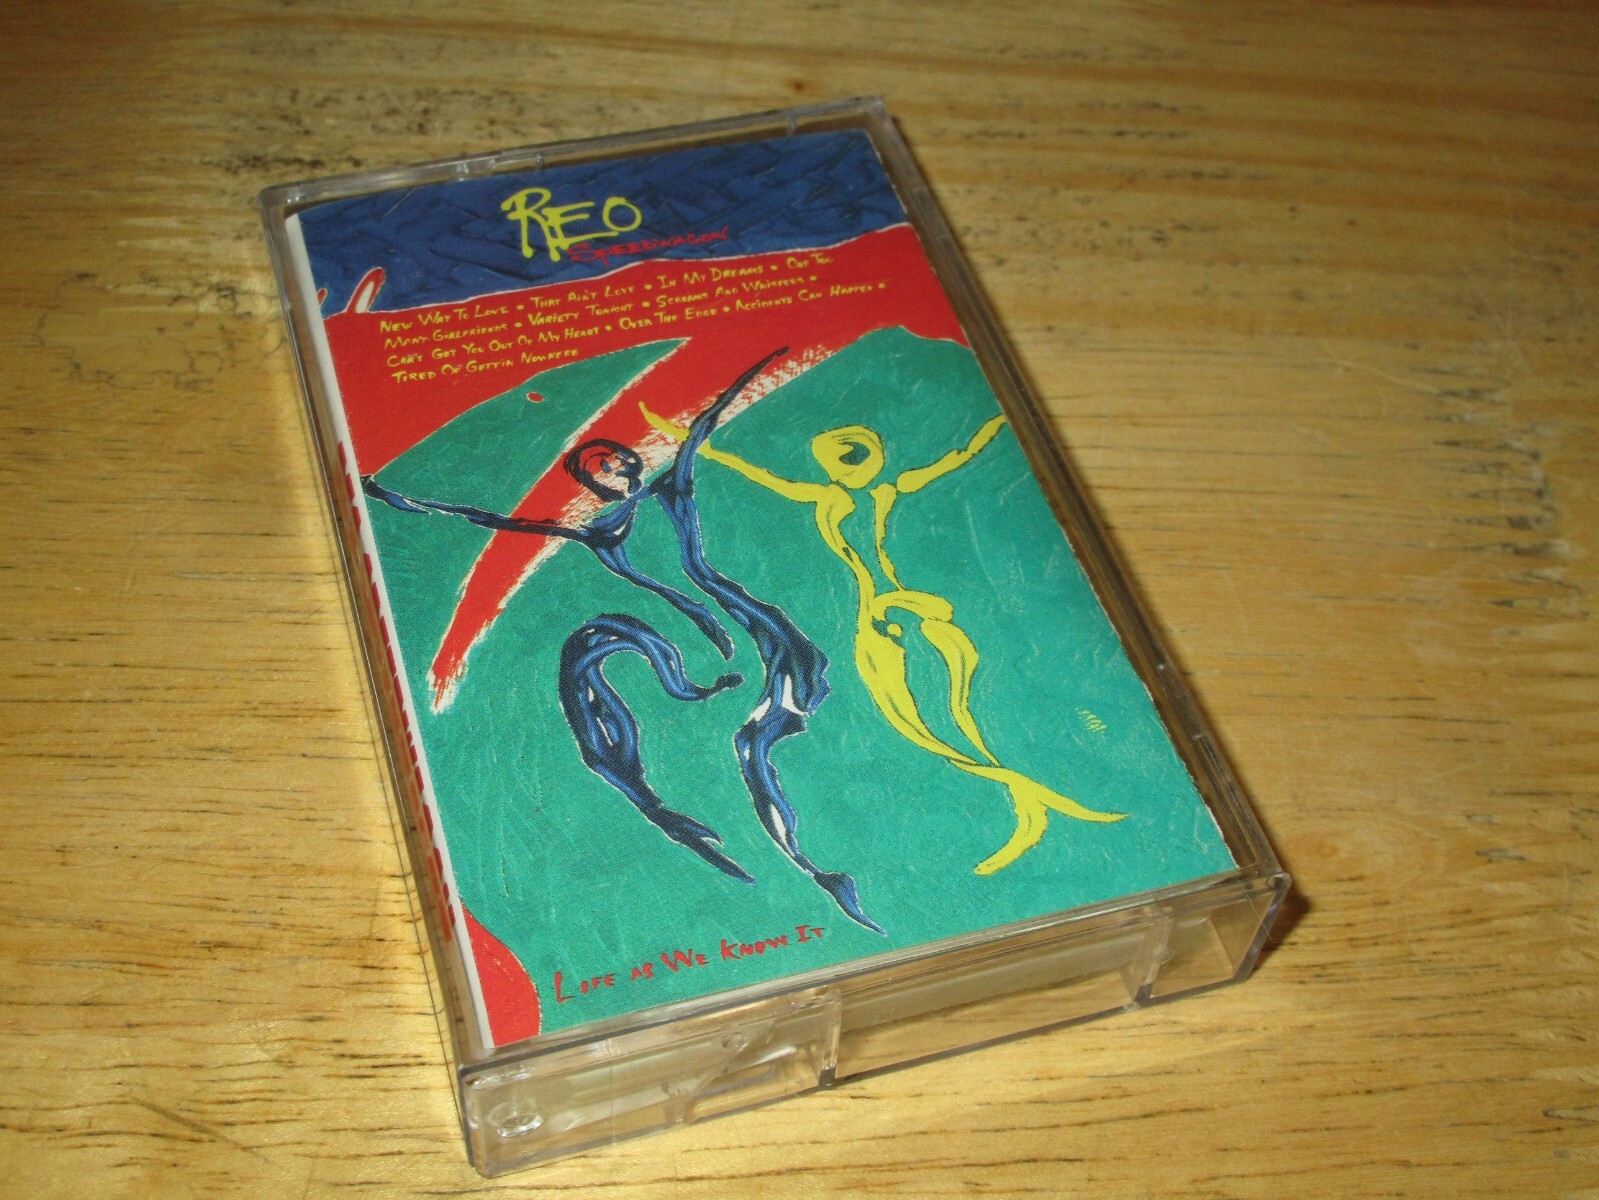 REO
SPEEDWAGON
NEW WAY TO LOVE • THAT AIN'T LOVE • IN MY DREAMS • ONE TOO
MANY GIRLFRIENDS • VARIETY TONIGHT • SCREAMS AND WHISPERS •
CAN'T GET YOU OUT OF MY HEART • OVER THE EDGE • ACCIDENTS CAN HAPPEN •
TIRED OF GETTIN NOWHERE
LIFE AS WE KNOW IT